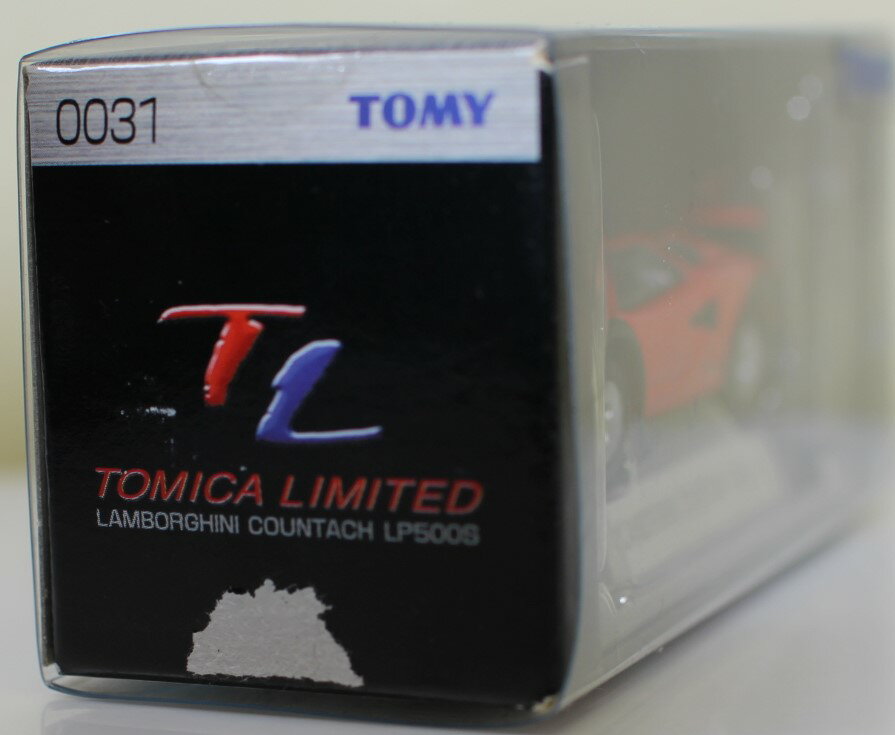 0031 TOMY
TL
TOMICA LIMITED
LAMBORGHINI COUNTACH LP500S